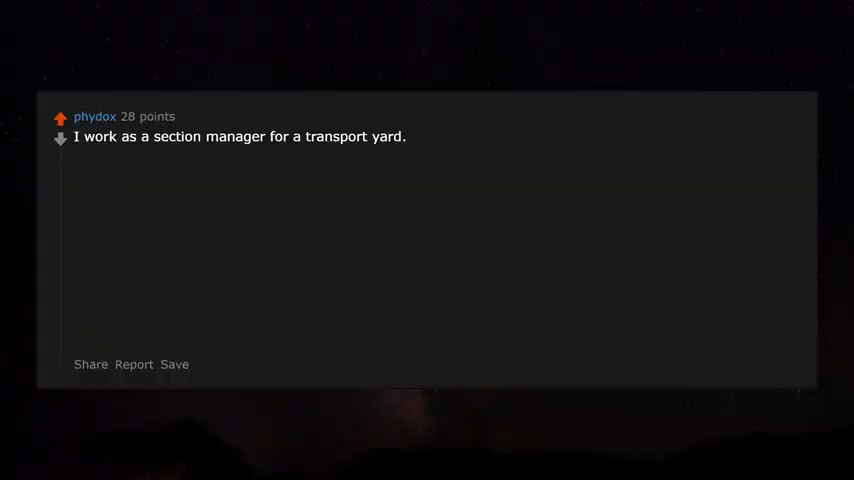 phydox 28 points
I work as a section manager for a transport yard.
Share Report Save